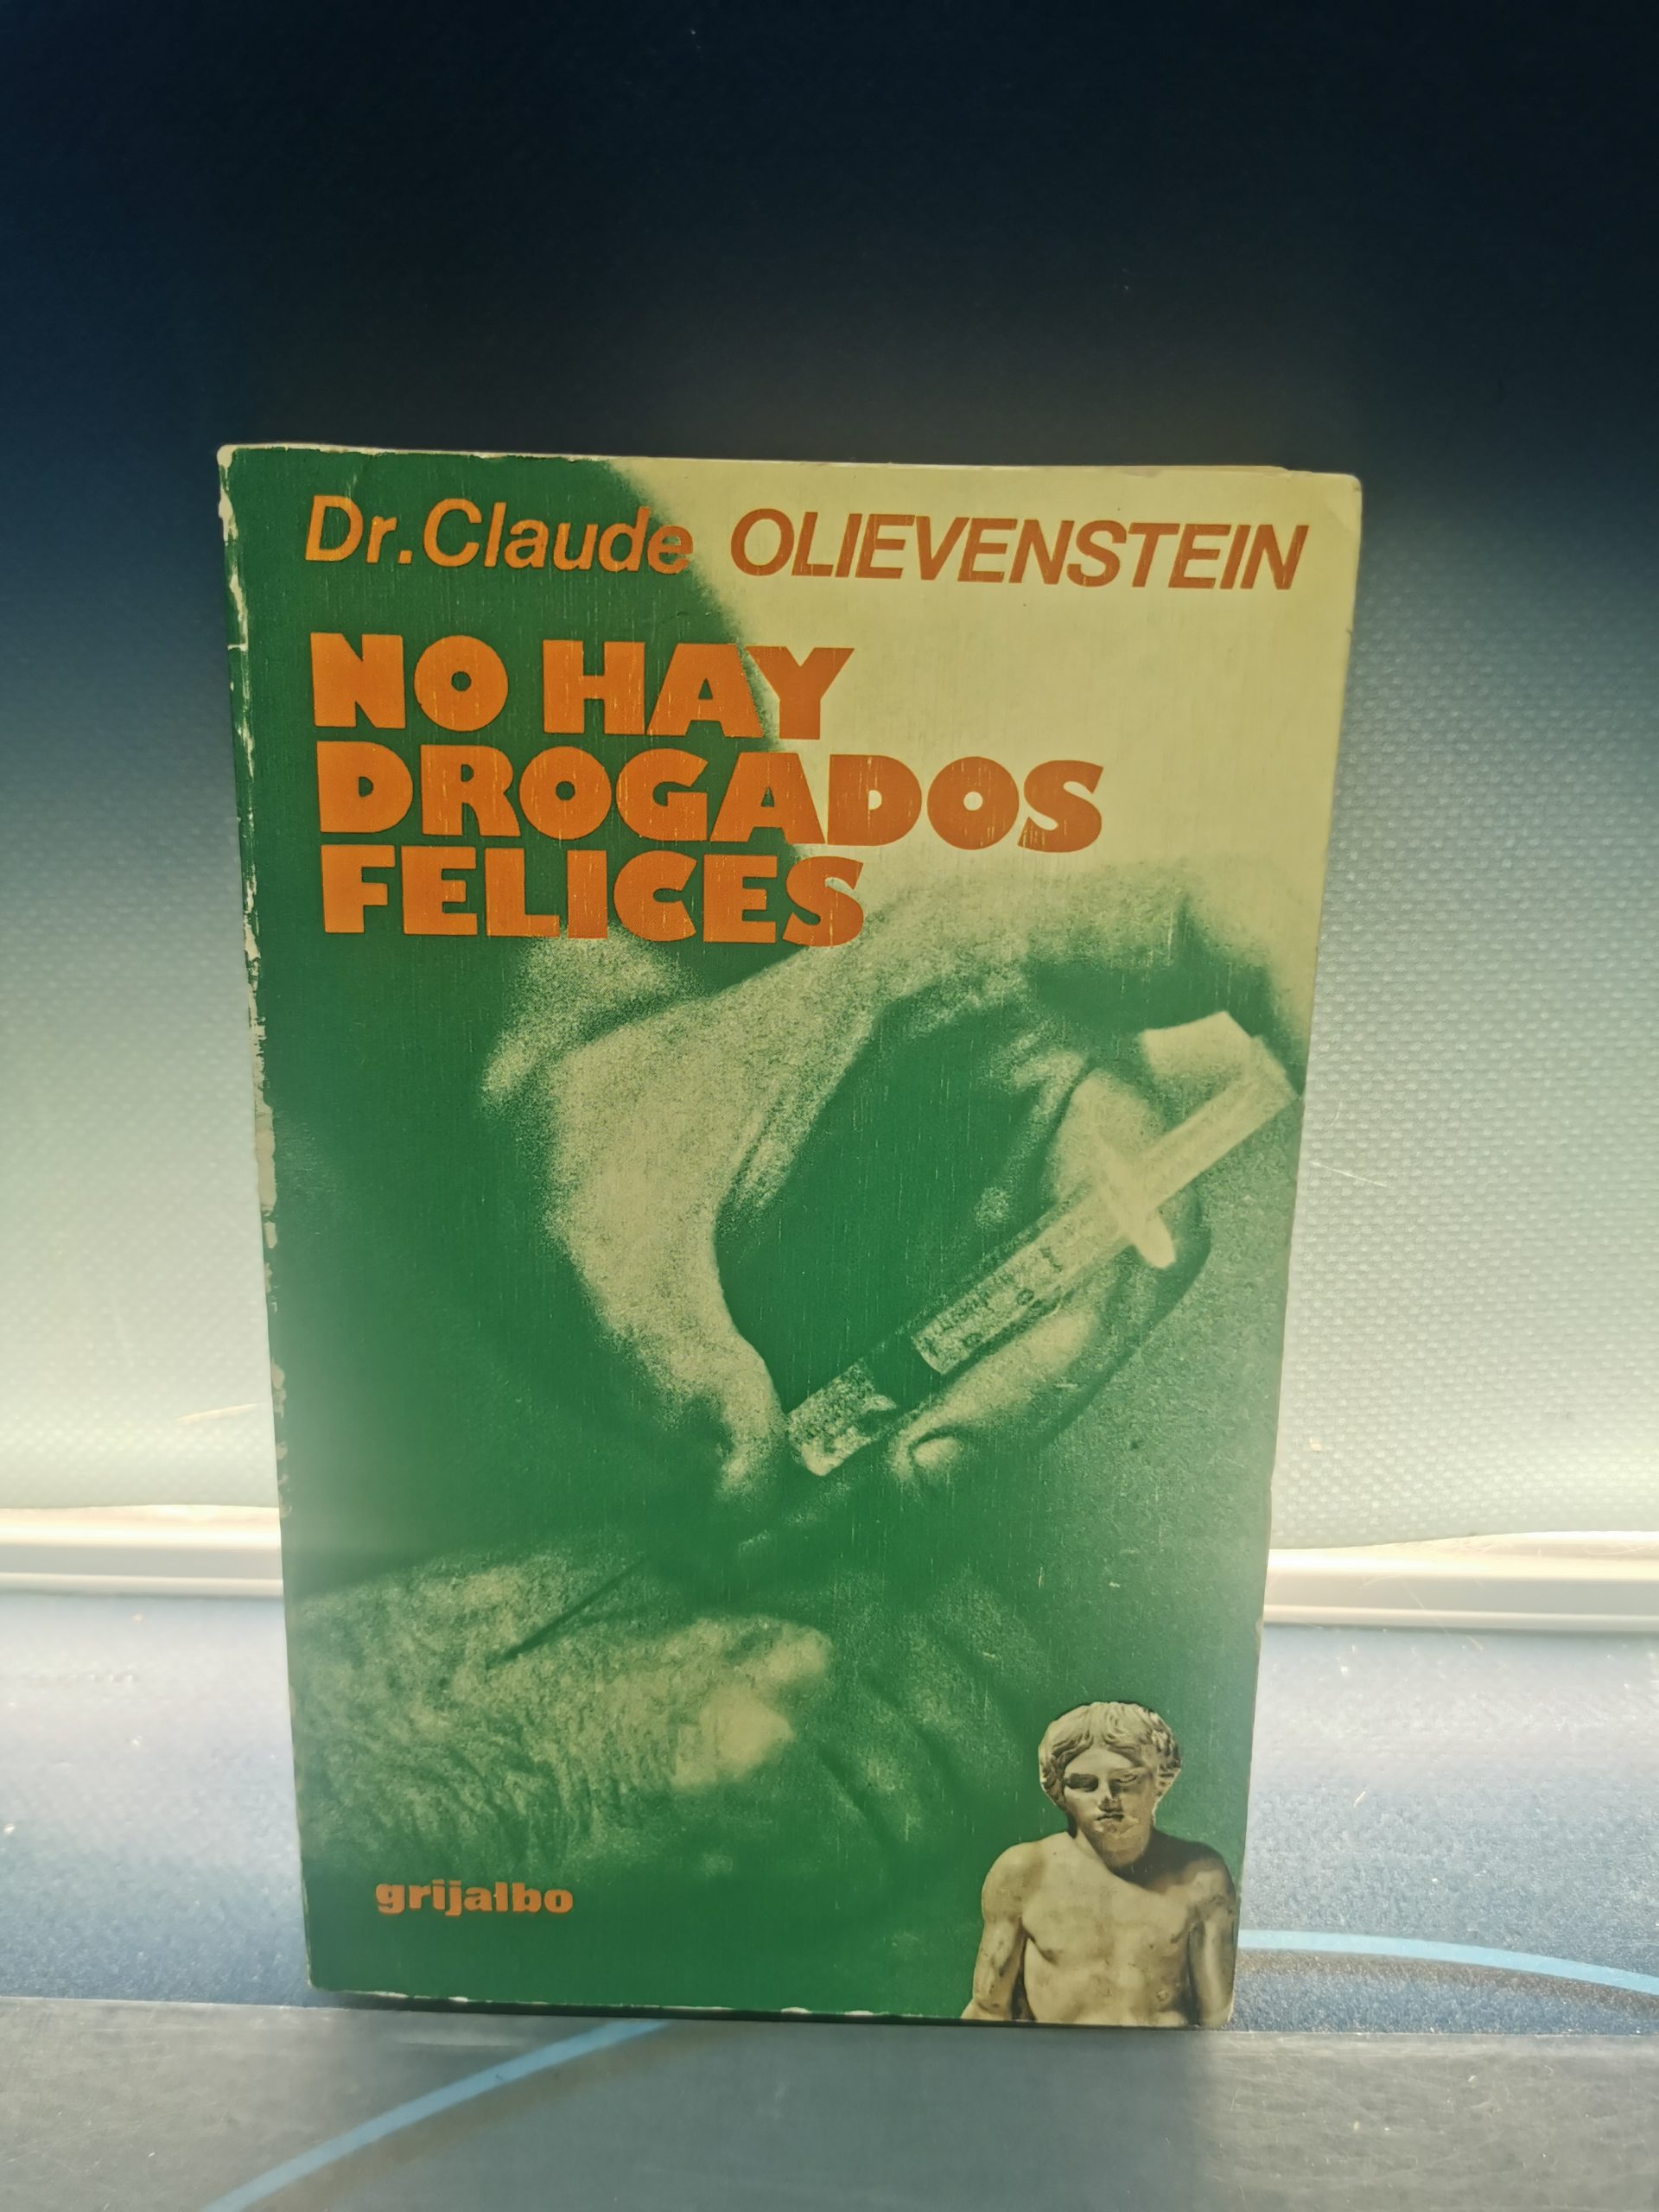 Dr. Claude OLIEVENSTEIN
NO HAY
DROGADOS
FELICES
grijalbo